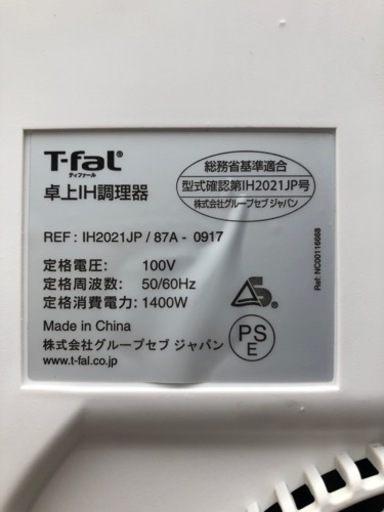 T-fal®
ティファール
卓上IH調理器
総務省基準適合
型式確認第IH2021JP号
株式会社グループセブ ジャパン
REF : IH2021JP / 87A - 0917
定格電圧: 100V
定格周波数: 50/60Hz
定格消費電力: 1400W
Made in China
株式会社グループセブ ジャパン
www.t-fal.co.jp
S
PS
E
Ref: NC00116668